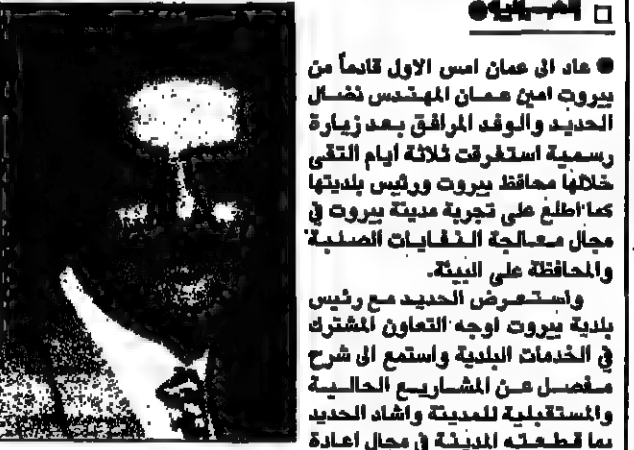 ● عاد الى عمان امس الاول قادماً من
بيروت امين عمان المهندس نضال
الحديد والوفد المرافق بعد زيارة
رسمية استغرقت ثلاثة أيام التقى
خلالها محافظ بيروت ورئيس بلديتها
كما اطلع على تجربة مدينة بيروت في
مجال معالجة النفايات الصلبة
والمحافظة على البيئة.
واستعرض الحديد مع رئيس
بلدية بيروت اوجه التعاون المشترك
في الخدمات البلدية واستمع الى شرح
مفصل عن المشاريع الحالية
والمستقبلية للمدينة واشاد الحديد
بما قطعته المدينة في مجال اعادة